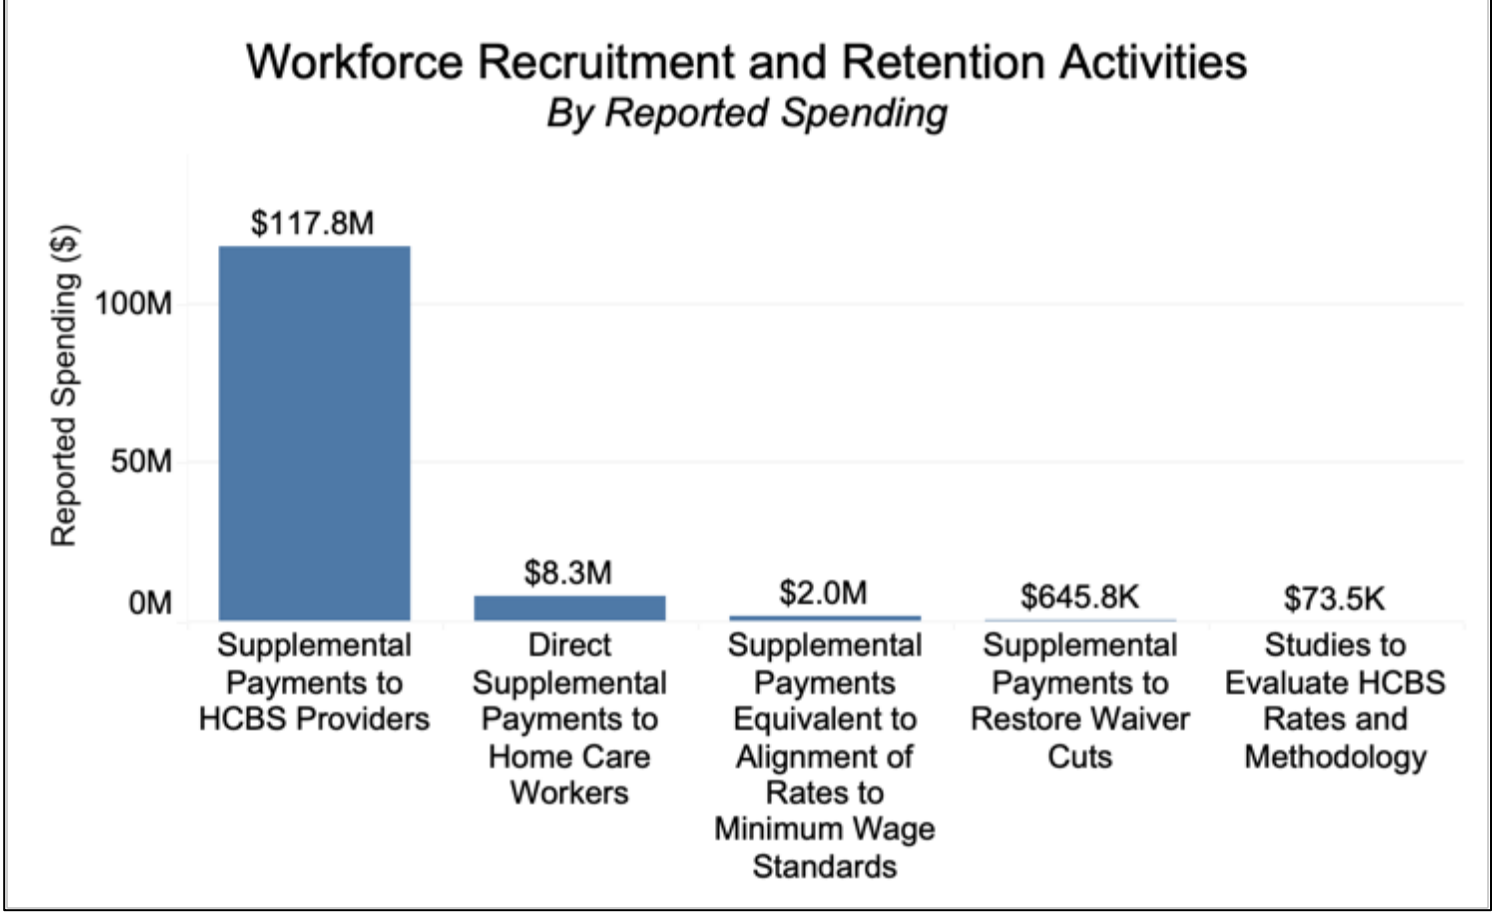 Workforce Recruitment and Retention Activities
By Reported Spending
Reported Spending ($)
100M
50M
0M
$117.8M
$8.3M
$2.0M
$645.8K
$73.5K
Supplemental
Payments to
HCBS Providers
Direct
Supplemental
Payments to
Home Care
Workers
Supplemental
Payments
Equivalent to
Alignment of
Rates to
Minimum Wage
Standards
Supplemental
Payments to
Restore Waiver
Cuts
Studies to
Evaluate HCBS
Rates and
Methodology